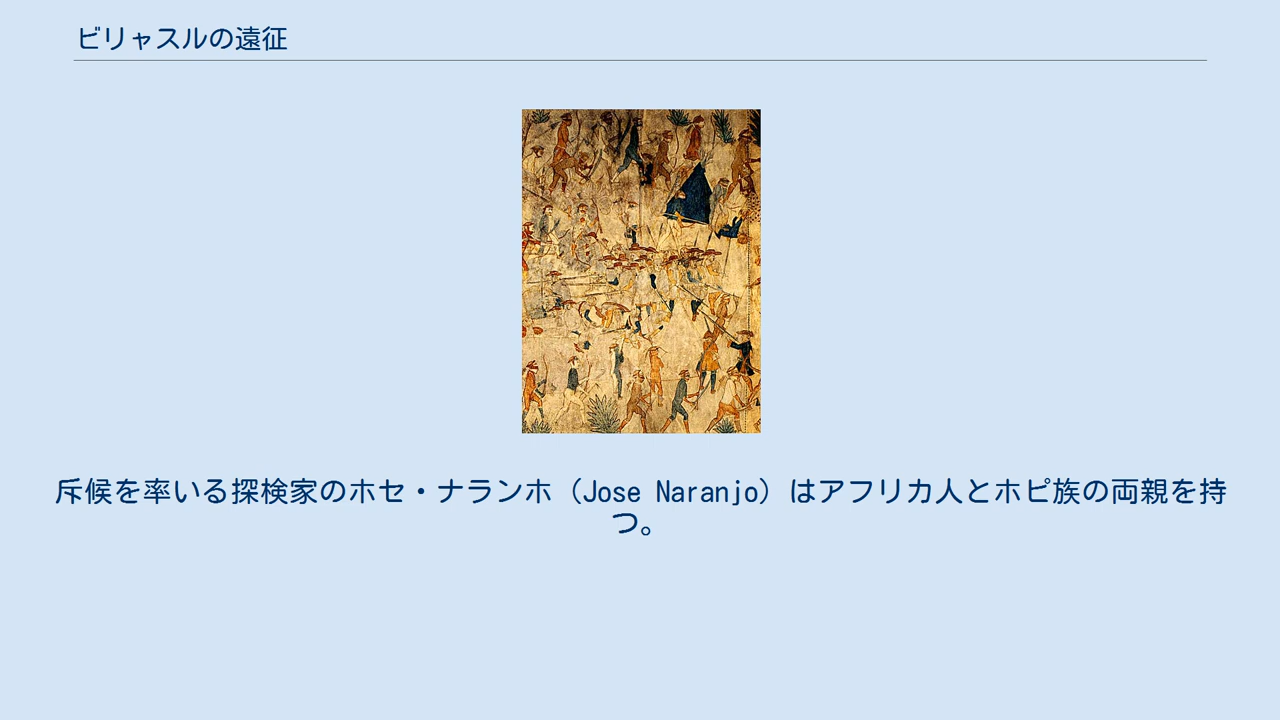 ビリャスルの遠征
斥候を率いる探検家のホセ・ナランホ（Jose Naranjo）はアフリカ人とホピ族の両親を持
つ。